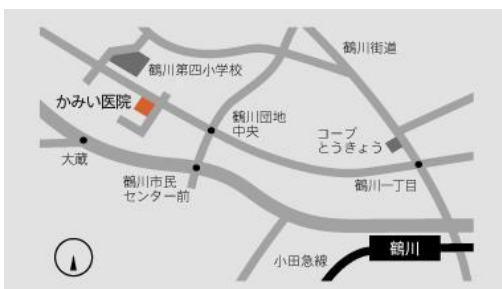 鶴川街道
鶴川第四小学校
かみい医院
鶴川団地
中央
コープ
とうきょう
大蔵
鶴川市民
センター前
鶴川一丁目
鶴川
小田急線